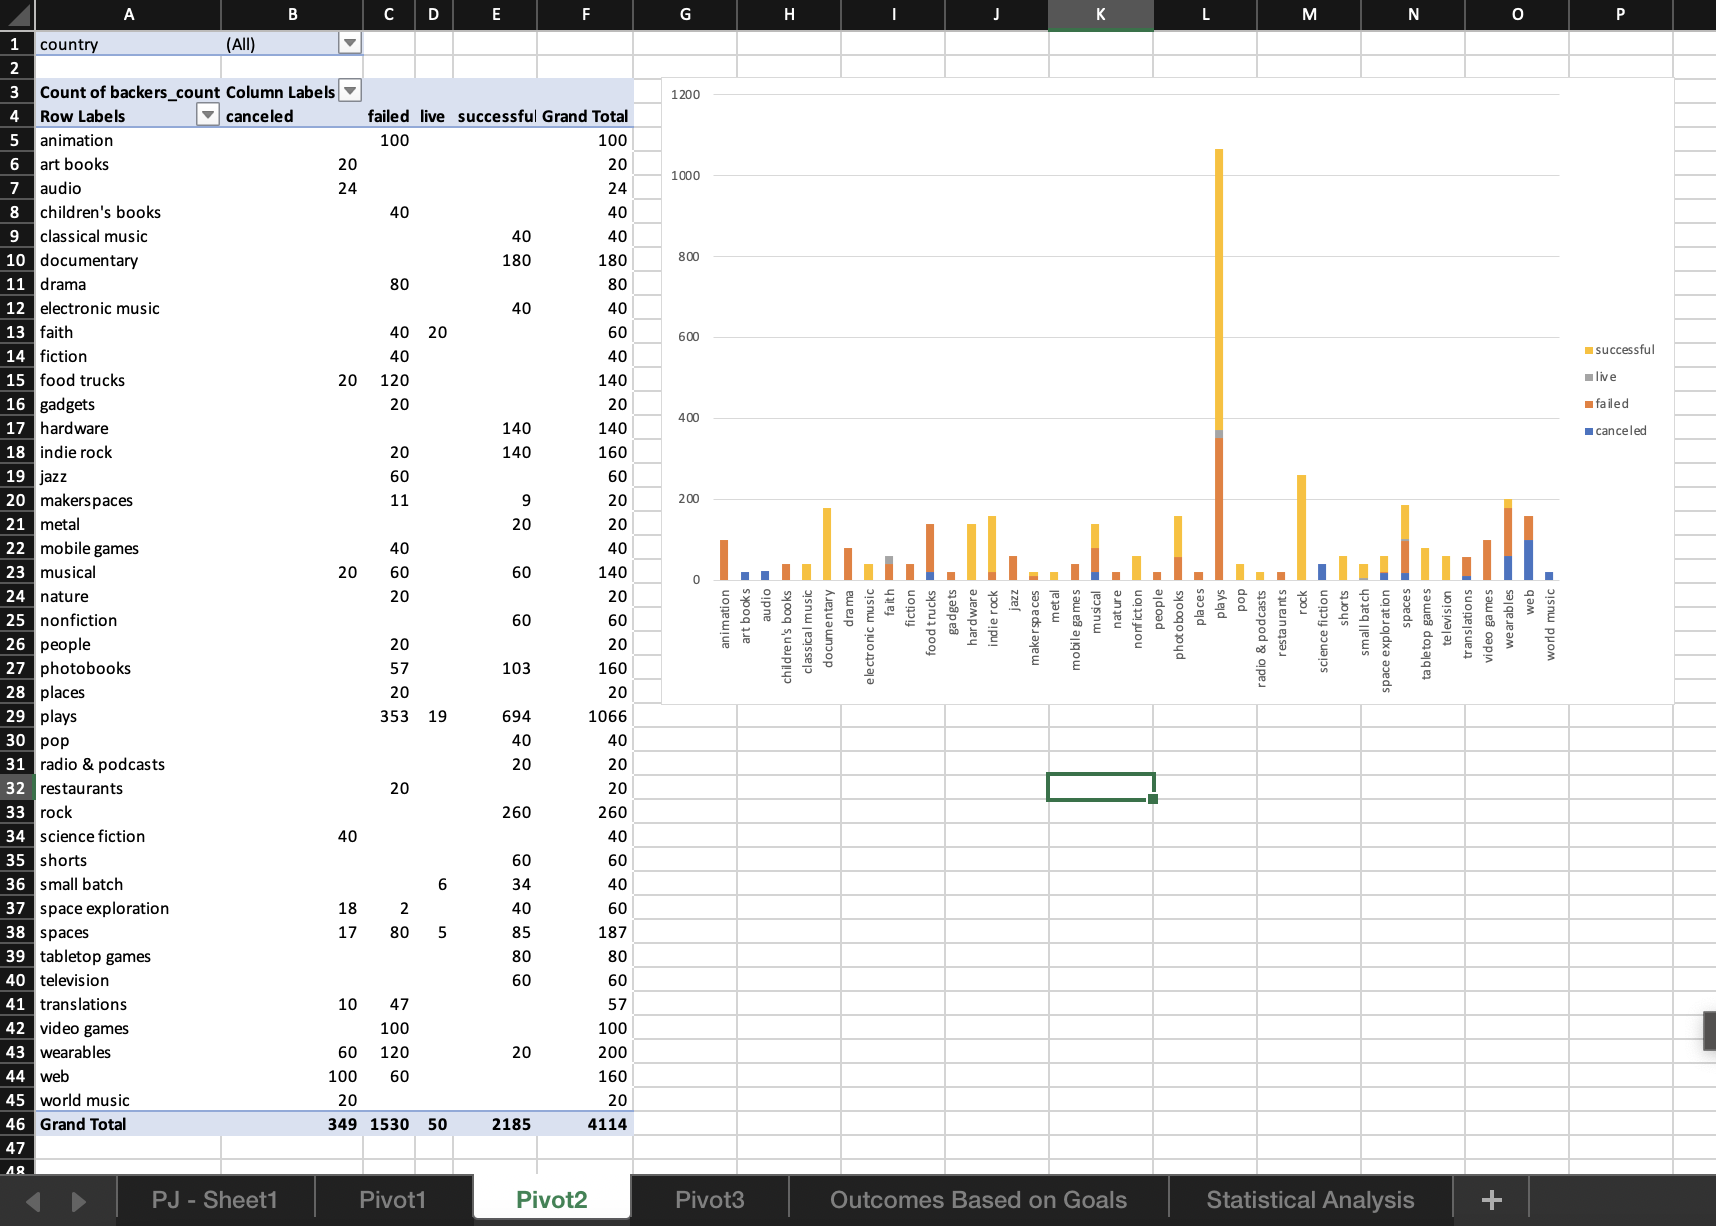 A B C D E F G H I J K L M N O P
1 country (All)
2
3 Count of backers_count Column Labels
4 Row Labels canceled failed live successful Grand Total
5 animation 100 100
6 art books 20 20
7 audio 24 24
8 children's books 40 40
9 classical music 40 40
10 documentary 180 180
11 drama 80 80
12 electronic music 40 40
13 faith 40 20 60
14 fiction 40 40
15 food trucks 20 120 140
16 gadgets 20 20
17 hardware 140 140
18 indie rock 20 140 160
19 jazz 60 60
20 makerspaces 11 9 20
21 metal 20 20
22 mobile games 40 40
23 musical 20 60 60 140
24 nature 20 20
25 nonfiction 60 60
26 people 20 20
27 photobooks 57 103 160
28 places 20 20
29 plays 353 19 694 1066
30 pop 40 40
31 radio & podcasts 20 20
32 restaurants 20 20
33 rock 260 260
34 science fiction 40 40
35 shorts 60 60
36 small batch 6 34 40
37 space exploration 18 2 40 60
38 spaces 17 80 5 85 187
39 tabletop games 80 80
40 television 60 60
41 translations 10 47 57
42 video games 100 100
43 wearables 60 120 20 200
44 web 100 60 160
45 world music 20 20
46 Grand Total 349 1530 50 2185 4114
47
48
1200
1000
800
600
400
200
0
animation
art books
audio
children's books
classical music
documentary
drama
electronic music
faith
fiction
food trucks
gadgets
hardware
indie rock
jazz
makerspaces
metal
mobile games
musical
nature
nonfiction
people
photobooks
places
plays
pop
radio & podcasts
restaurants
rock
science fiction
shorts
small batch
space exploration
spaces
tabletop games
television
translations
video games
wearables
web
world music
successful
live
failed
canceled
PJ - Sheet1 Pivot1 Pivot2 Pivot3 Outcomes Based on Goals Statistical Analysis +